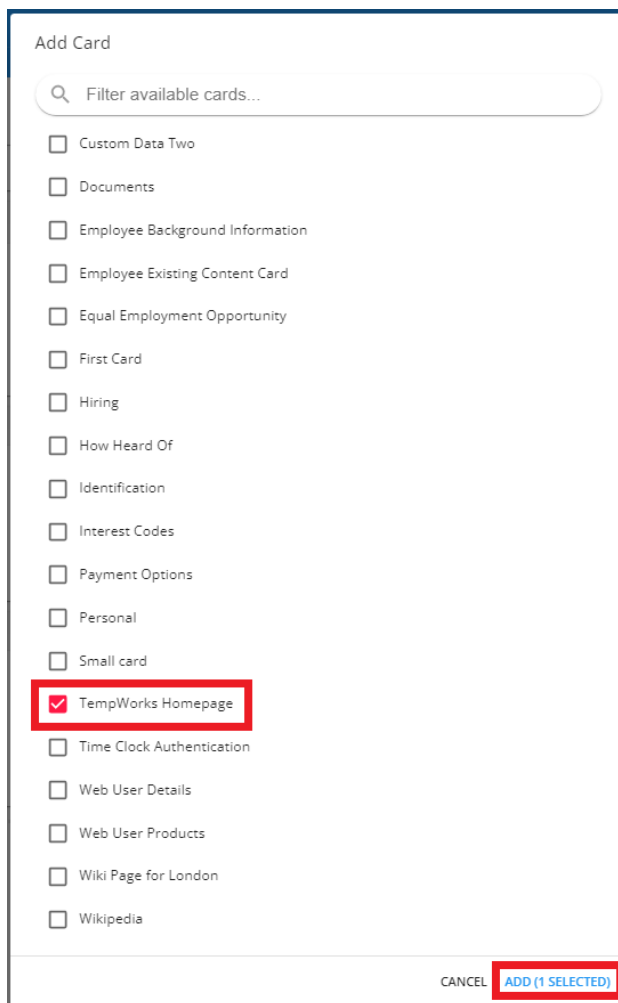 Add Card
Filter available cards...
Custom Data Two
Documents
Employee Background Information
Employee Existing Content Card
Equal Employment Opportunity
First Card
Hiring
How Heard Of
Identification
Interest Codes
Payment Options
Personal
Small card
TempWorks Homepage
Time Clock Authentication
Web User Details
Web User Products
Wiki Page for London
Wikipedia
CANCEL ADD (1 SELECTED)